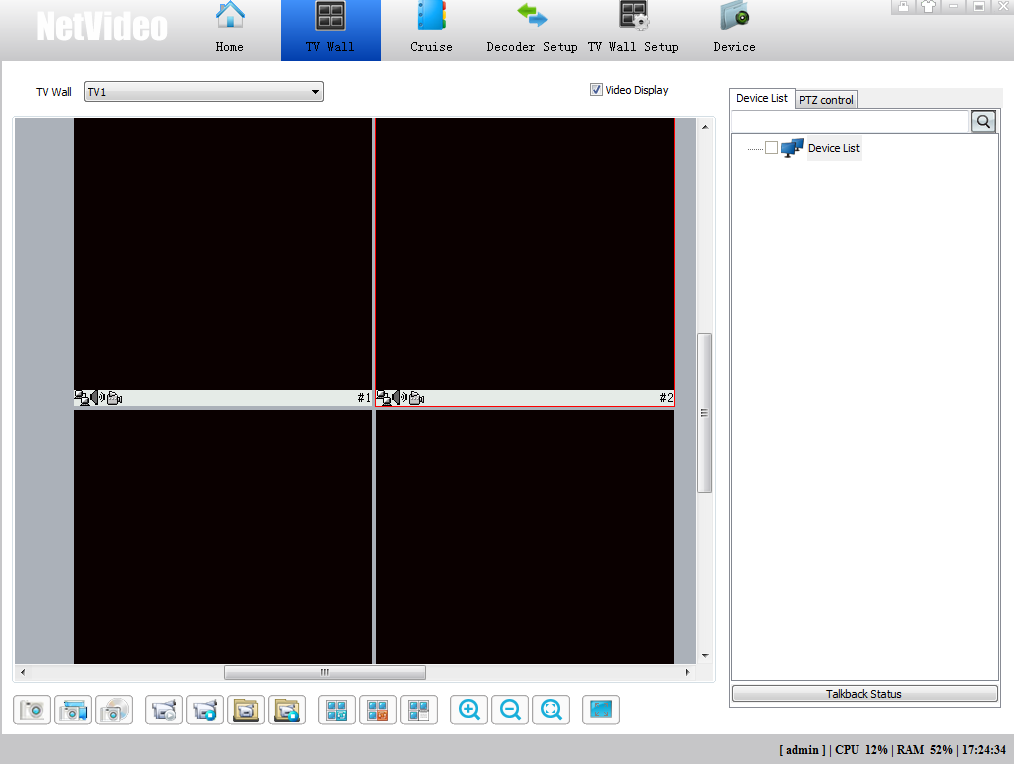 NetVideo
Home
TV Wall
Cruise
Decoder Setup
TV Wall Setup
Device
TV Wall
TV1
Video Display
Device List
PTZ control
Device List
#1
#2
Talkback Status
[ admin ] | CPU 12% | RAM 52% | 17:24:34